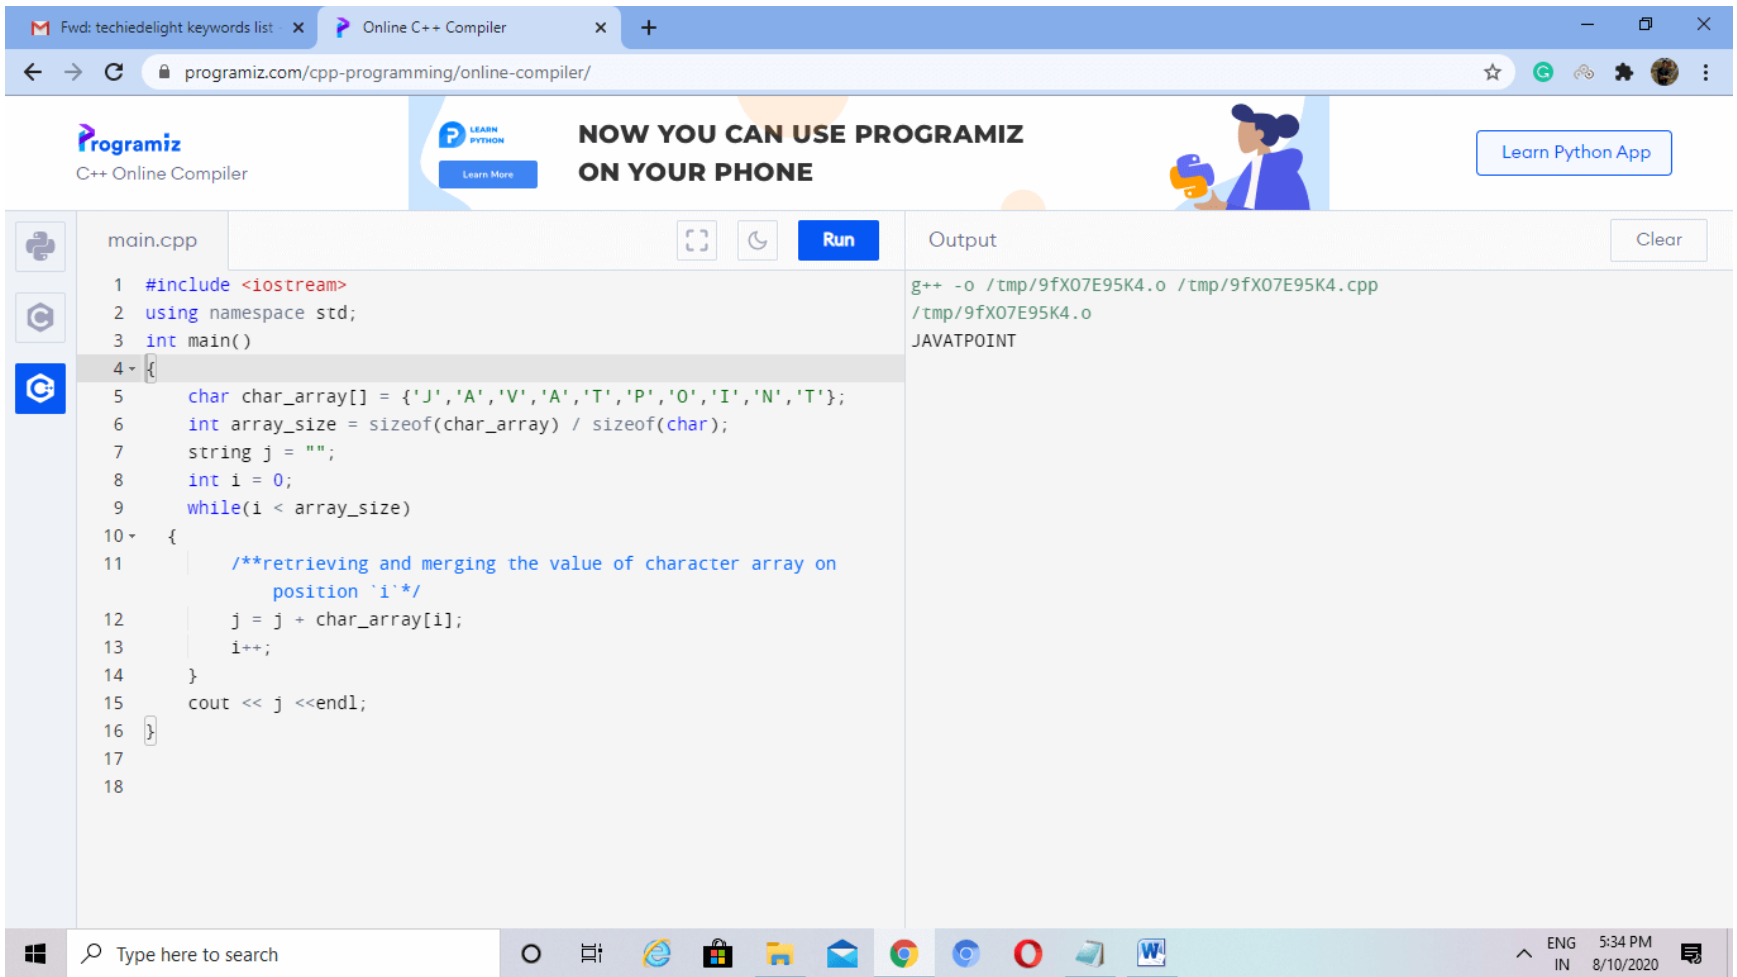 Fwd: techiedelight keywords list
Online C++ Compiler
programiz.com/cpp-programming/online-compiler/
Programiz
C++ Online Compiler
LEARN
PYTHON
Learn More
NOW YOU CAN USE PROGRAMIZ
ON YOUR PHONE
Learn Python App
main.cpp
Run
Output
Clear
1 #include <iostream>
2 using namespace std;
3 int main()
4 {
5 char char_array[] = {'J','A','V','A','T','P','O','I','N','T'};
6 int array_size = sizeof(char_array) / sizeof(char);
7 string j = "";
8 int i = 0;
9 while(i < array_size)
10 {
11 /**retrieving and merging the value of character array on
position `i`*/
12 j = j + char_array[i];
13 i++;
14 }
15 cout << j <<endl;
16 }
17
18
g++ -o /tmp/9fXO7E95K4.o /tmp/9fXO7E95K4.cpp
/tmp/9fXO7E95K4.o
JAVATPOINT
Type here to search
ENG
IN
5:34 PM
8/10/2020